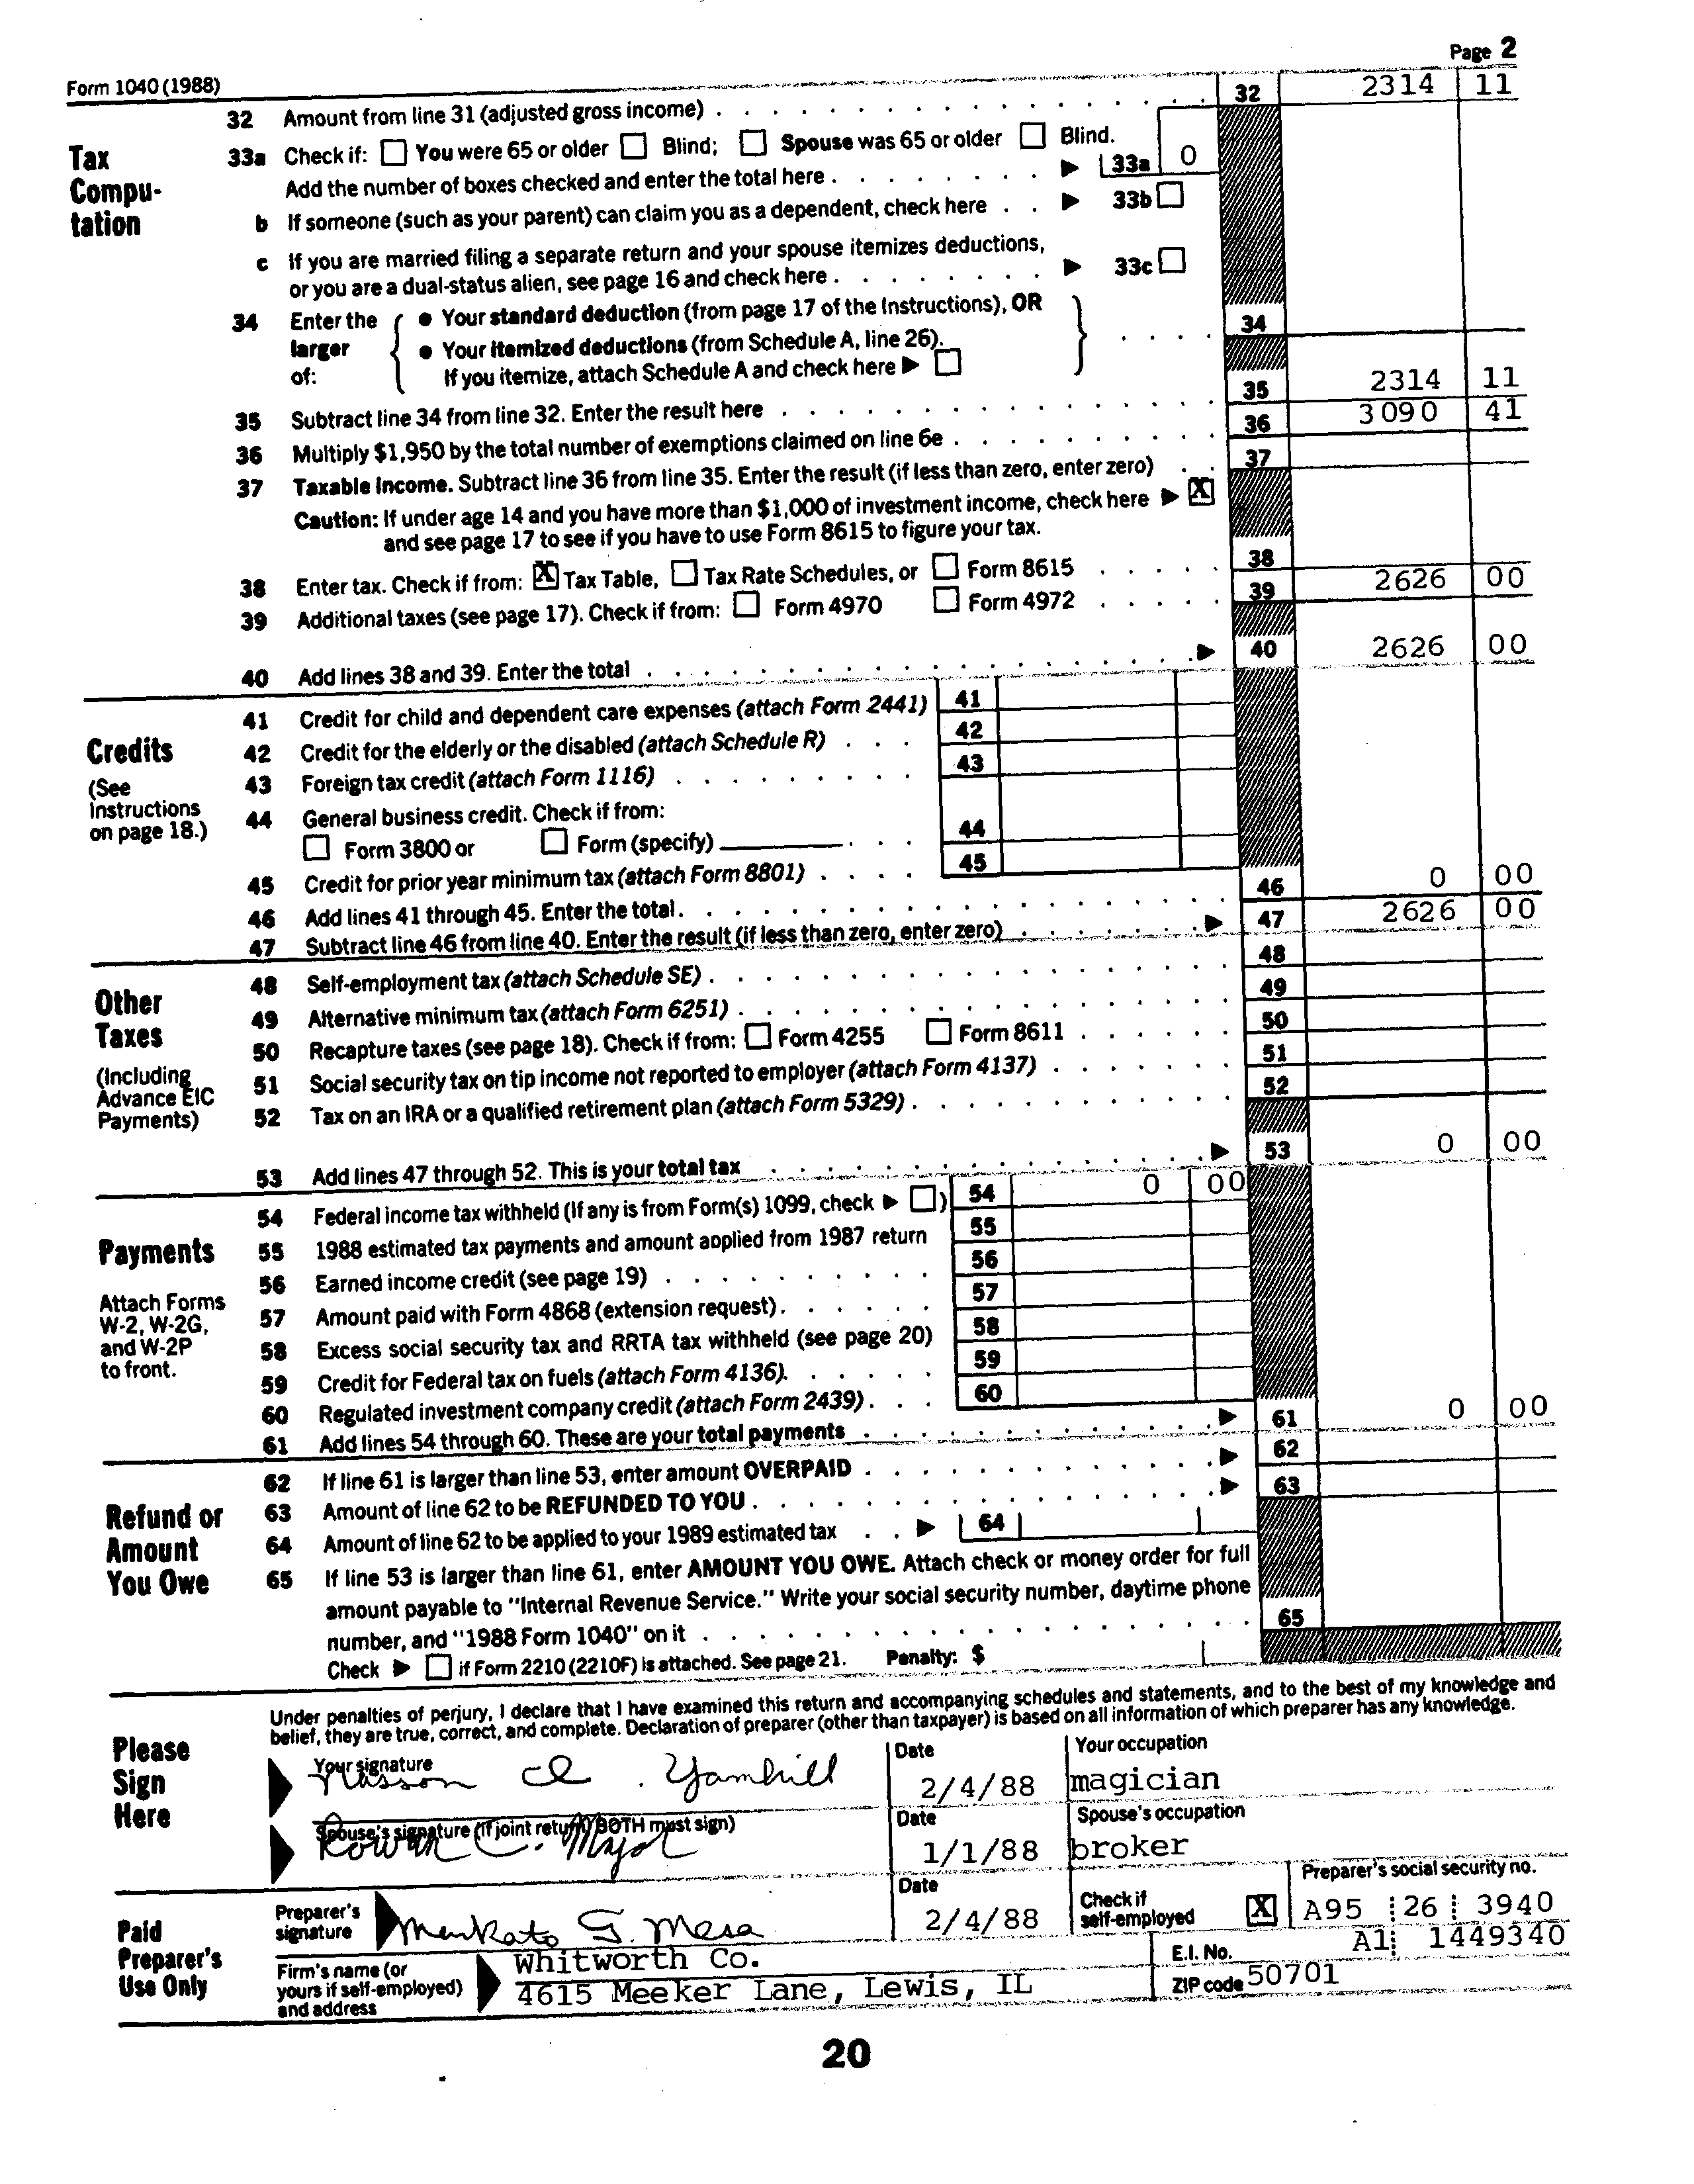 Page 2
Form 1040 (1988)
32 Amount from line 31 (adjusted gross income) . . . . . . . . . . . . . . . . 32 2314 11
Tax Compu- tation
33a Check if: ☐ You were 65 or older ☐ Blind; ☐ Spouse was 65 or older ☐ Blind.
Add the number of boxes checked and enter the total here . . . . . . . . ▶ 33a 0
b If someone (such as your parent) can claim you as a dependent, check here . . ▶ 33b ☐
c If you are married filing a separate return and your spouse itemizes deductions,
or you are a dual-status alien, see page 16 and check here . . . . . . . . ▶ 33c ☐
34 Enter the larger of: { ● Your standard deduction (from page 17 of the Instructions), OR
● Your itemized deductions (from Schedule A, line 26).
If you itemize, attach Schedule A and check here ▶ ☐ } . . . . 34
35 Subtract line 34 from line 32. Enter the result here . . . . . . . . . . . . . . 35 2314 11
36 Multiply $1,950 by the total number of exemptions claimed on line 6e . . . . . . . . . 36 3090 41
37 Taxable income. Subtract line 36 from line 35. Enter the result (if less than zero, enter zero) . . 37
Caution: If under age 14 and you have more than $1,000 of investment income, check here ▶ ☒
and see page 17 to see if you have to use Form 8615 to figure your tax.
38 Enter tax. Check if from: ☒ Tax Table, ☐ Tax Rate Schedules, or ☐ Form 8615 . . . . . 38
39 Additional taxes (see page 17). Check if from: ☐ Form 4970 ☐ Form 4972 . . . . . 39 2626 00
40 Add lines 38 and 39. Enter the total . . . . . . . . . . . . . . . . . . . ▶ 40 2626 00
Credits
(See Instructions on page 18.)
41 Credit for child and dependent care expenses (attach Form 2441) 41
42 Credit for the elderly or the disabled (attach Schedule R) . . . 42
43 Foreign tax credit (attach Form 1116) . . . . . . . . . 43
44 General business credit. Check if from:
☐ Form 3800 or ☐ Form (specify) . . . 44
45 Credit for prior year minimum tax (attach Form 8801) . . . . 45
46 Add lines 41 through 45. Enter the total . . . . . . . . . . . . . . . . . . 46 0 00
47 Subtract line 46 from line 40. Enter the result (if less than zero, enter zero) . . . . . . . ▶ 47 2626 00
Other Taxes
(Including Advance EIC Payments)
48 Self-employment tax (attach Schedule SE) . . . . . . . . . . . . . . . . . 48
49 Alternative minimum tax (attach Form 6251) . . . . . . . . . . . . . . . . 49
50 Recapture taxes (see page 18). Check if from: ☐ Form 4255 ☐ Form 8611 . . . . . . 50
51 Social security tax on tip income not reported to employer (attach Form 4137) . . . . . . . 51
52 Tax on an IRA or a qualified retirement plan (attach Form 5329) . . . . . . . . . . . 52
53 Add lines 47 through 52. This is your total tax . . . . . . . . . . . . . . . ▶ 53 0 00
Payments
Attach Forms W-2, W-2G, and W-2P to front.
54 Federal income tax withheld (If any is from Form(s) 1099, check ▶ ☐) 54 0 00
55 1988 estimated tax payments and amount applied from 1987 return 55
56 Earned income credit (see page 19) . . . . . . . . . . 56
57 Amount paid with Form 4868 (extension request) . . . . . . 57
58 Excess social security tax and RRTA tax withheld (see page 20) 58
59 Credit for Federal tax on fuels (attach Form 4136) . . . . . . 59
60 Regulated investment company credit (attach Form 2439) . . . 60
61 Add lines 54 through 60. These are your total payments . . . . . . . . . . . . ▶ 61 0 00
Refund or Amount You Owe
62 If line 61 is larger than line 53, enter amount OVERPAID . . . . . . . . . . . . ▶ 62
63 Amount of line 62 to be REFUNDED TO YOU . . . . . . . . . . . . . . . . ▶ 63
64 Amount of line 62 to be applied to your 1989 estimated tax . . ▶ 64
65 If line 53 is larger than line 61, enter AMOUNT YOU OWE. Attach check or money order for full
amount payable to "Internal Revenue Service." Write your social security number, daytime phone
number, and "1988 Form 1040" on it . . . . . . . . . . . . . . . . . . . 65
Check ▶ ☐ if Form 2210 (2210F) is attached. See page 21. Penalty: $
Please Sign Here
Under penalties of perjury, I declare that I have examined this return and accompanying schedules and statements, and to the best of my knowledge and
belief, they are true, correct, and complete. Declaration of preparer (other than taxpayer) is based on all information of which preparer has any knowledge.
Your signature Date Your occupation
Yamhill 2/4/88 magician
Spouse's signature (if joint return, BOTH must sign) Date Spouse's occupation
Rowan C. Major 1/1/88 broker
Paid Preparer's Use Only
Preparer's signature Date Check if self-employed ☒ Preparer's social security no.
Mankato G. Mesa 2/4/88 A95 26 3940
Firm's name (or yours if self-employed) and address
Whitworth Co. E.I. No. A1 1449340
4615 Meeker Lane, Lewis, IL ZIP code 50701
20